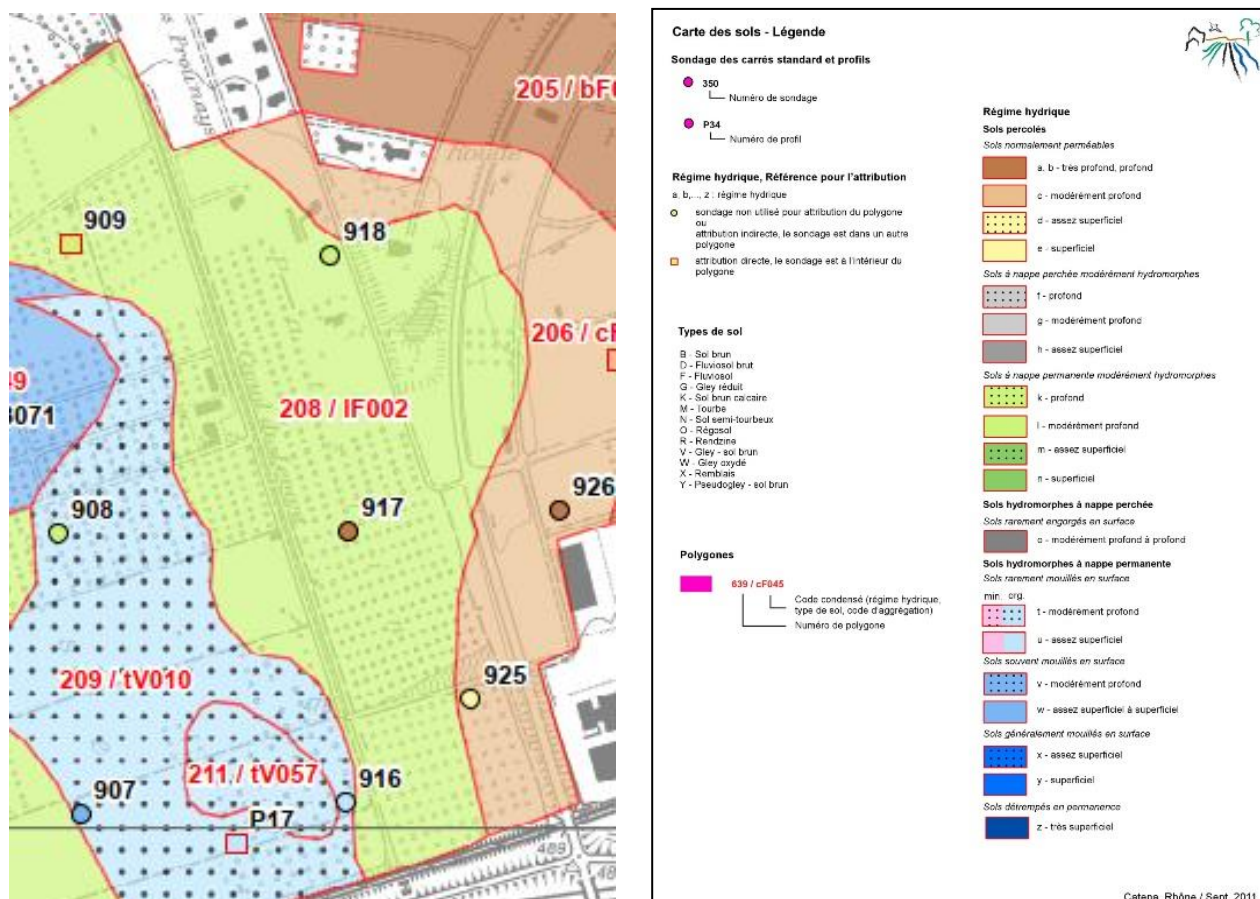 s Prounays
205 / bF0
909
918
206 / cF
49
6071
208 / lF002
908
917
926
209 / tV010
925
211 / tV057
907
916
P17
489
488
Carte des sols - Légende
Sondage des carrés standard et profils
350
Numéro de sondage
P34
Numéro de profil
Régime hydrique, Référence pour l'attribution
a, b,..., z : régime hydrique
sondage non utilisé pour attribution du polygone
ou
attribution indirecte, le sondage est dans un autre
polygone
attribution directe, le sondage est à l'intérieur du
polygone
Types de sol
B - Sol brun
D - Fluviosol brut
F - Fluviosol
G - Gley réduit
K - Sol brun calcaire
M - Tourbe
N - Sol semi-tourbeux
O - Régosol
R - Rendzine
V - Gley - sol brun
W - Gley oxydé
X - Remblais
Y - Pseudogley - sol brun
Polygones
639 / cF045
Code condensé (régime hydrique,
type de sol, code d'aggrégation)
Numéro de polygone
Régime hydrique
Sols percolés
Sols normalement perméables
a, b - très profond, profond
c - modérément profond
d - assez superficiel
e - superficiel
Sols à nappe perchée modérément hydromorphes
f - profond
g - modérément profond
h - assez superficiel
Sols à nappe permanente modérément hydromorphes
k - profond
l - modérément profond
m - assez superficiel
n - superficiel
Sols hydromorphes à nappe perchée
Sols rarement engorgés en surface
o - modérément profond à profond
Sols hydromorphes à nappe permanente
Sols rarement mouillés en surface
min. org.
t - modérément profond
u - assez superficiel
Sols souvent mouillés en surface
v - modérément profond
w - assez superficiel à superficiel
Sols généralement mouillés en surface
x - assez superficiel
y - superficiel
Sols détrempés en permanence
z - très superficiel
Catena, Rhône / Sept. 2011